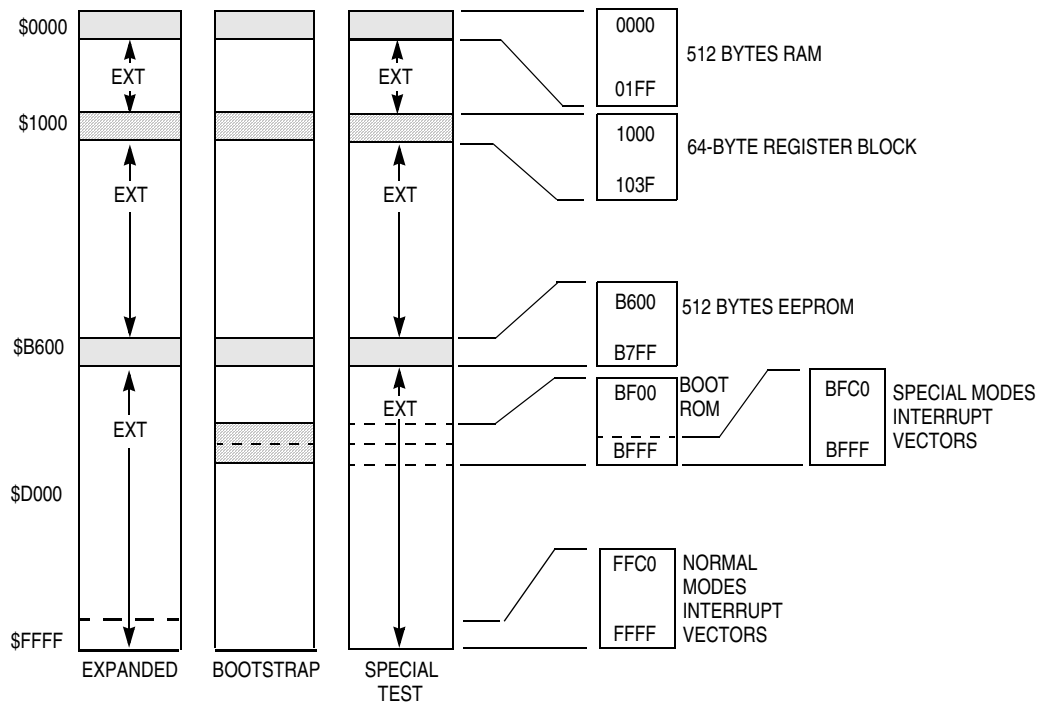 $0000
EXT
EXT
0000
01FF
512 BYTES RAM
$1000
EXT
EXT
1000
103F
64-BYTE REGISTER BLOCK
$B600
B600
B7FF
512 BYTES EEPROM
EXT
EXT
BF00
BFFF
BOOT
ROM
BFC0
BFFF
SPECIAL MODES
INTERRUPT
VECTORS
$D000
FFC0
FFFF
NORMAL
MODES
INTERRUPT
VECTORS
$FFFF
EXPANDED
BOOTSTRAP
SPECIAL
TEST